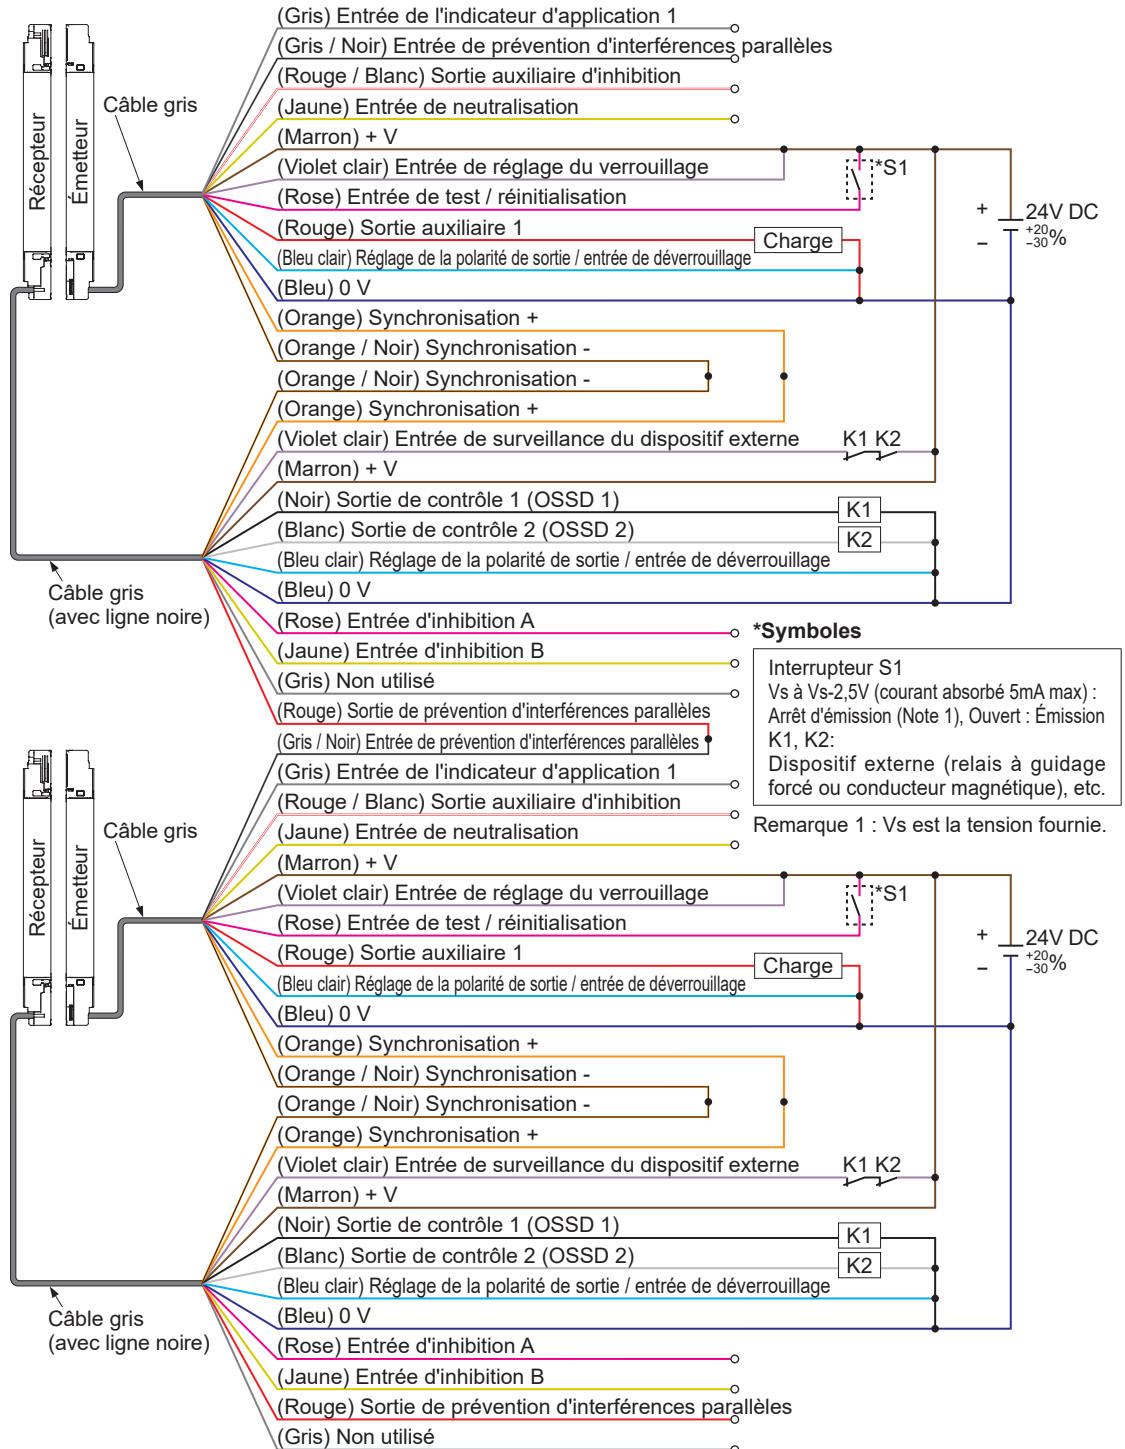 (Gris) Entrée de l'indicateur d'application 1
(Gris / Noir) Entrée de prévention d'interférences parallèles
(Rouge / Blanc) Sortie auxiliaire d'inhibition
(Jaune) Entrée de neutralisation
(Marron) + V
(Violet clair) Entrée de réglage du verrouillage
(Rose) Entrée de test / réinitialisation
(Rouge) Sortie auxiliaire 1
(Bleu clair) Réglage de la polarité de sortie / entrée de déverrouillage
(Bleu) 0 V
(Orange) Synchronisation +
(Orange / Noir) Synchronisation -
(Orange / Noir) Synchronisation -
(Orange) Synchronisation +
(Violet clair) Entrée de surveillance du dispositif externe
(Marron) + V
(Noir) Sortie de contrôle 1 (OSSD 1)
(Blanc) Sortie de contrôle 2 (OSSD 2)
(Bleu clair) Réglage de la polarité de sortie / entrée de déverrouillage
(Bleu) 0 V
(Rose) Entrée d'inhibition A
(Jaune) Entrée d'inhibition B
(Gris) Non utilisé
(Rouge) Sortie de prévention d'interférences parallèles
Récepteur
Émetteur
Câble gris
Câble gris
(avec ligne noire)
*S1
Charge
+
−
24V DC
+20
−30 %
K1 K2
K1
K2
*Symboles
Interrupteur S1
Vs à Vs-2,5V (courant absorbé 5mA max) :
Arrêt d'émission (Note 1), Ouvert : Émission
K1, K2:
Dispositif externe (relais à guidage
forcé ou conducteur magnétique), etc.
Remarque 1 : Vs est la tension fournie.
(Gris / Noir) Entrée de prévention d'interférences parallèles
(Gris) Entrée de l'indicateur d'application 1
(Rouge / Blanc) Sortie auxiliaire d'inhibition
(Jaune) Entrée de neutralisation
(Marron) + V
(Violet clair) Entrée de réglage du verrouillage
(Rose) Entrée de test / réinitialisation
(Rouge) Sortie auxiliaire 1
(Bleu clair) Réglage de la polarité de sortie / entrée de déverrouillage
(Bleu) 0 V
(Orange) Synchronisation +
(Orange / Noir) Synchronisation -
(Orange / Noir) Synchronisation -
(Orange) Synchronisation +
(Violet clair) Entrée de surveillance du dispositif externe
(Marron) + V
(Noir) Sortie de contrôle 1 (OSSD 1)
(Blanc) Sortie de contrôle 2 (OSSD 2)
(Bleu clair) Réglage de la polarité de sortie / entrée de déverrouillage
(Bleu) 0 V
(Rose) Entrée d'inhibition A
(Jaune) Entrée d'inhibition B
(Rouge) Sortie de prévention d'interférences parallèles
(Gris) Non utilisé
Récepteur
Émetteur
Câble gris
Câble gris
(avec ligne noire)
*S1
Charge
+
−
24V DC
+20
−30 %
K1 K2
K1
K2